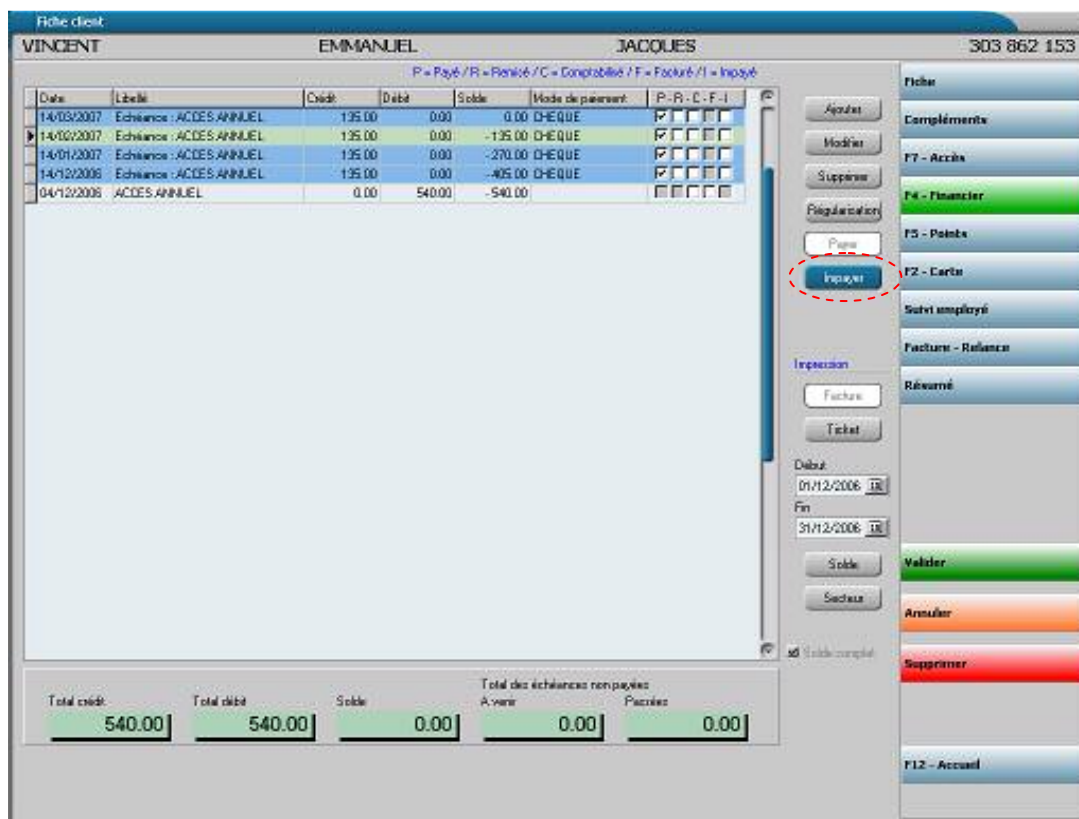 Fiche client
VINCENT EMMANUEL JACQUES 303 862 153
P = Payé / R = Remisé / C = Comptabilisé / F = Facturé / I = Impayé
Date Libellé Crédit Débit Solde Mode de paiement P - R - C - F - I
14/03/2007 Echéance : ACCES ANNUEL 135.00 0.00 0.00 CHEQUE
14/02/2007 Echéance : ACCES ANNUEL 135.00 0.00 -135.00 CHEQUE
14/01/2007 Echéance : ACCES ANNUEL 135.00 0.00 -270.00 CHEQUE
14/12/2006 Echéance : ACCES ANNUEL 135.00 0.00 -405.00 CHEQUE
04/12/2006 ACCES ANNUEL 0.00 540.00 -540.00
Ajouter
Modifier
Supprimer
Régularisation
Payer
Impayer
Impression
Facture
Ticket
Début
01/12/2006
Fin
31/12/2006
Solde
Secteur
Solde complet
Fiche
Compléments
F7 - Accès
F4 - Financier
F5 - Points
F2 - Carte
Suivi employé
Facture - Relance
Résumé
Valider
Annuler
Supprimer
F12 - Accueil
Total des échéances non payées
Total crédit Total débit Solde A venir Passées
540.00 540.00 0.00 0.00 0.00